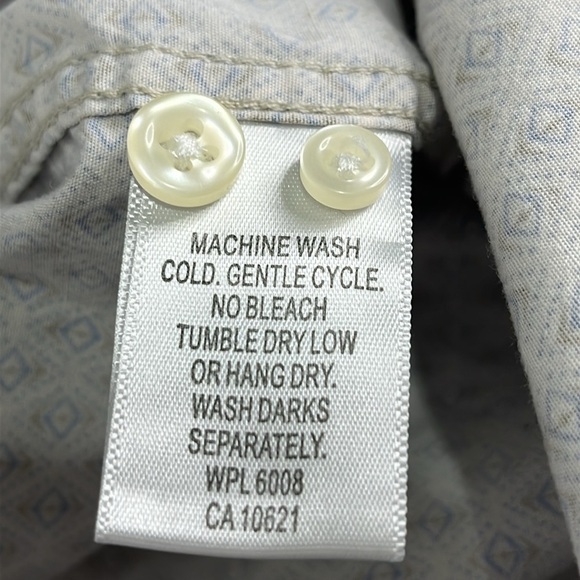 MACHINE WASH
COLD. GENTLE CYCLE.
NO BLEACH
TUMBLE DRY LOW
OR HANG DRY.
WASH DARKS
SEPARATELY.
WPL 6008
CA 10621